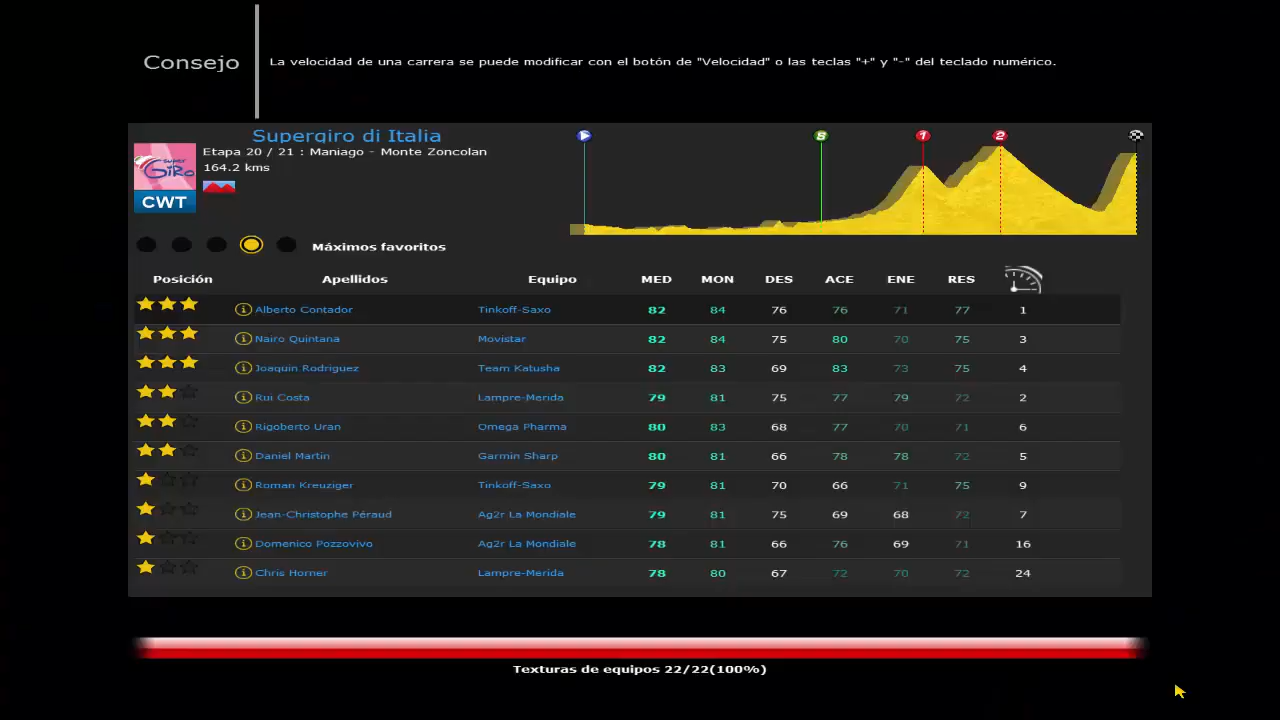 Consejo
La velocidad de una carrera se puede modificar con el botón de "Velocidad" o las teclas "+" y "-" del teclado numérico.
Supergiro di Italia
Etapa 20 / 21 : Maniago - Monte Zoncolan
164.2 kms
super
GiRo
CWT
S
1
2
Máximos favoritos
Posición Apellidos Equipo MED MON DES ACE ENE RES
Alberto Contador Tinkoff-Saxo 82 84 76 76 71 77 1
Nairo Quintana Movistar 82 84 75 80 70 75 3
Joaquin Rodriguez Team Katusha 82 83 69 83 73 75 4
Rui Costa Lampre-Merida 79 81 75 77 79 72 2
Rigoberto Uran Omega Pharma 80 83 68 77 70 71 6
Daniel Martin Garmin Sharp 80 81 66 78 78 72 5
Roman Kreuziger Tinkoff-Saxo 79 81 70 66 71 75 9
Jean-Christophe Péraud Ag2r La Mondiale 79 81 75 69 68 72 7
Domenico Pozzovivo Ag2r La Mondiale 78 81 66 76 69 71 16
Chris Horner Lampre-Merida 78 80 67 72 70 72 24
Texturas de equipos 22/22(100%)